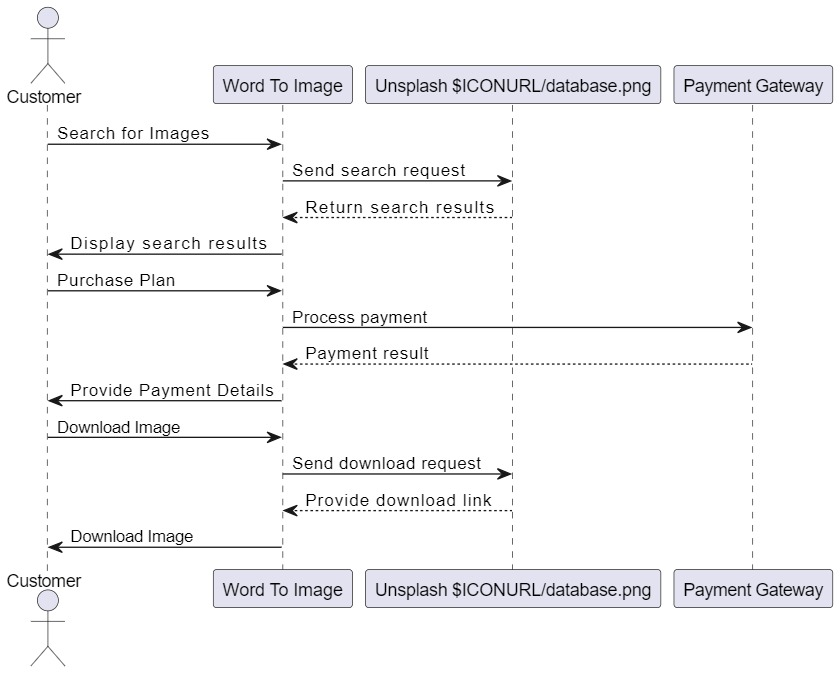 Customer
Word To Image
Unsplash $ICONURL/database.png
Payment Gateway
Search for Images
Send search request
Return search results
Display search results
Purchase Plan
Process payment
Payment result
Provide Payment Details
Download Image
Send download request
Provide download link
Download Image
Customer
Word To Image
Unsplash $ICONURL/database.png
Payment Gateway